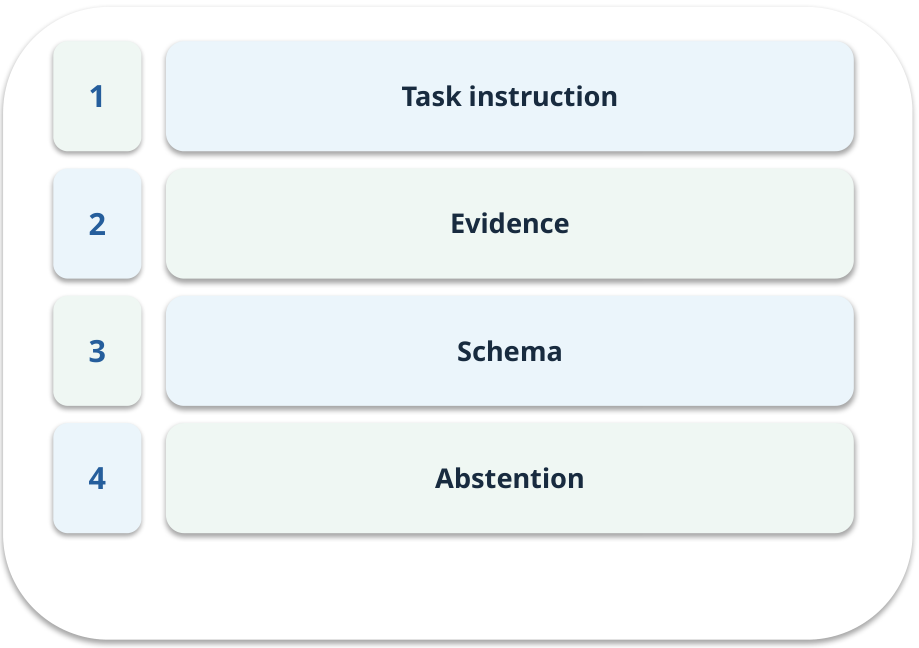 1 Task instruction
2 Evidence
3 Schema
4 Abstention